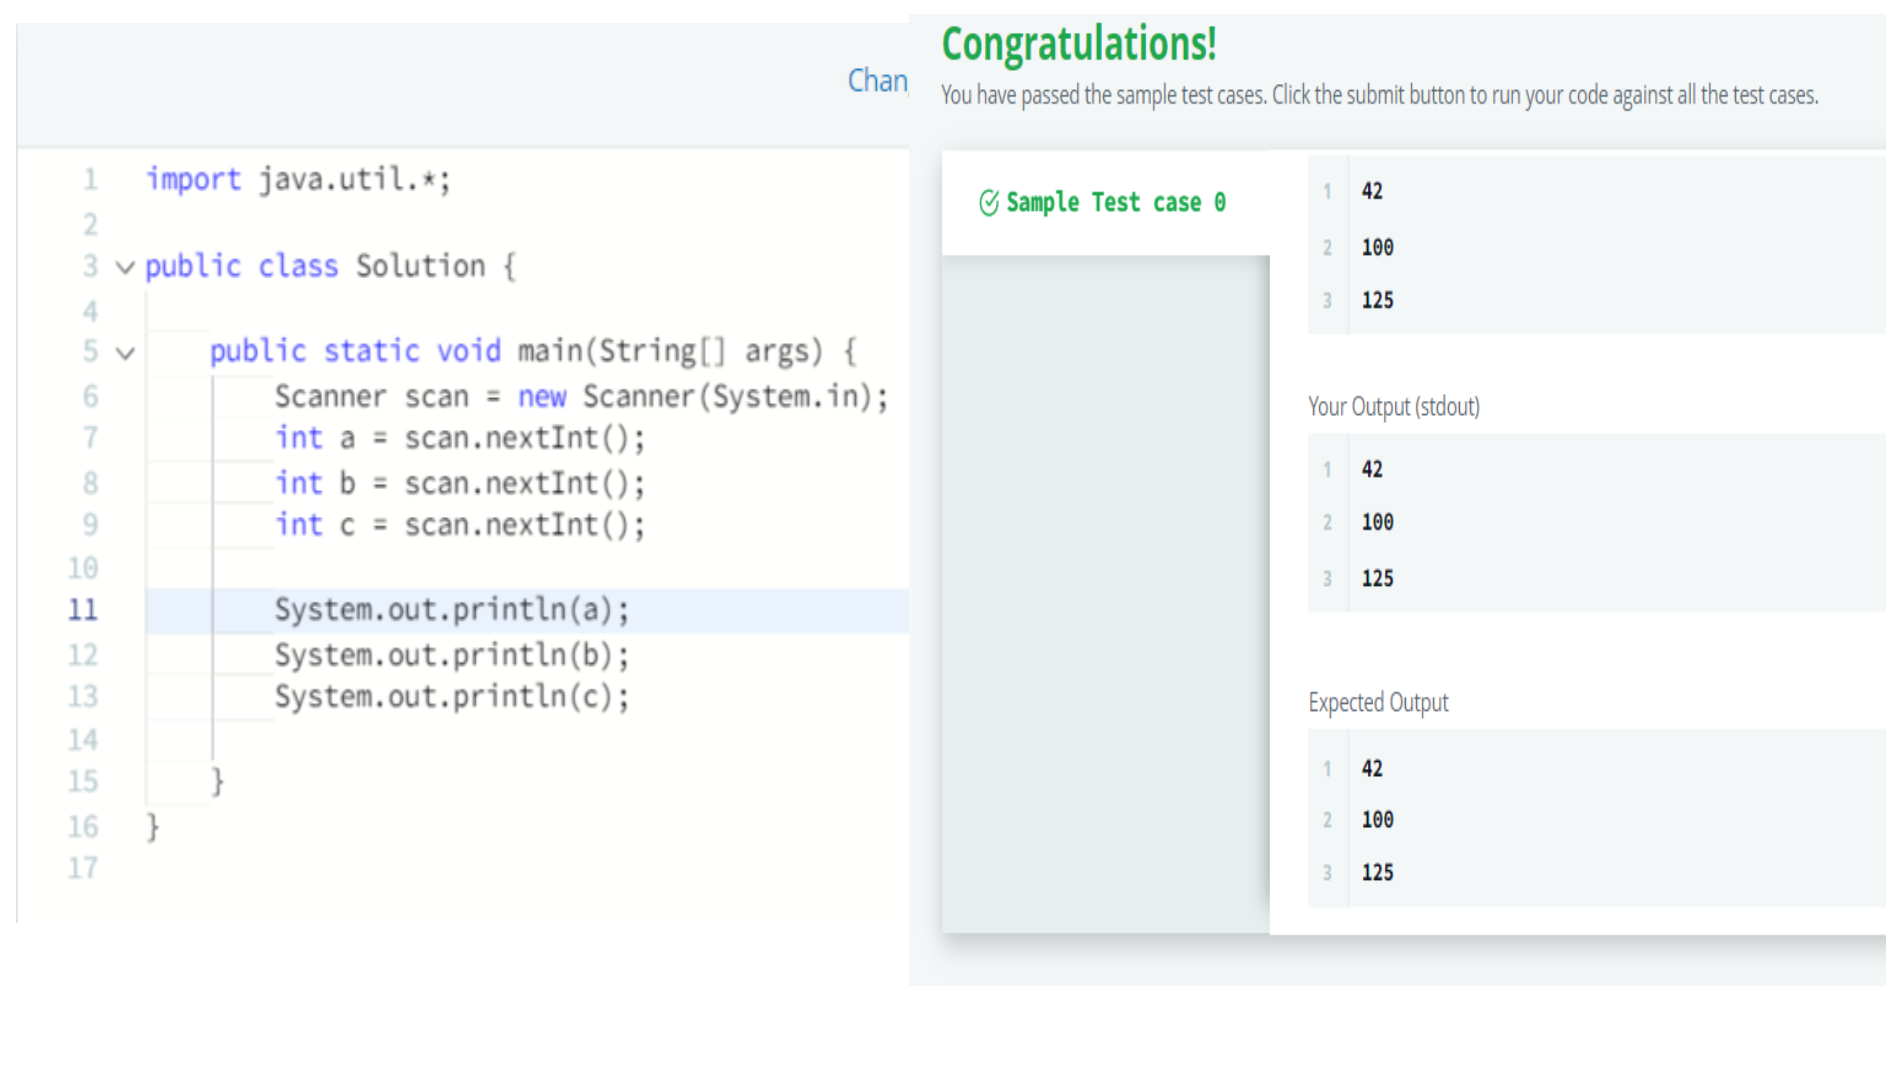 Chan
1 import java.util.*;
2
3 public class Solution {
4
5 public static void main(String[] args) {
6 Scanner scan = new Scanner(System.in);
7 int a = scan.nextInt();
8 int b = scan.nextInt();
9 int c = scan.nextInt();
10
11 System.out.println(a);
12 System.out.println(b);
13 System.out.println(c);
14
15 }
16 }
17
Congratulations!
You have passed the sample test cases. Click the submit button to run your code against all the test cases.
Sample Test case 0
1 42
2 100
3 125
Your Output (stdout)
1 42
2 100
3 125
Expected Output
1 42
2 100
3 125